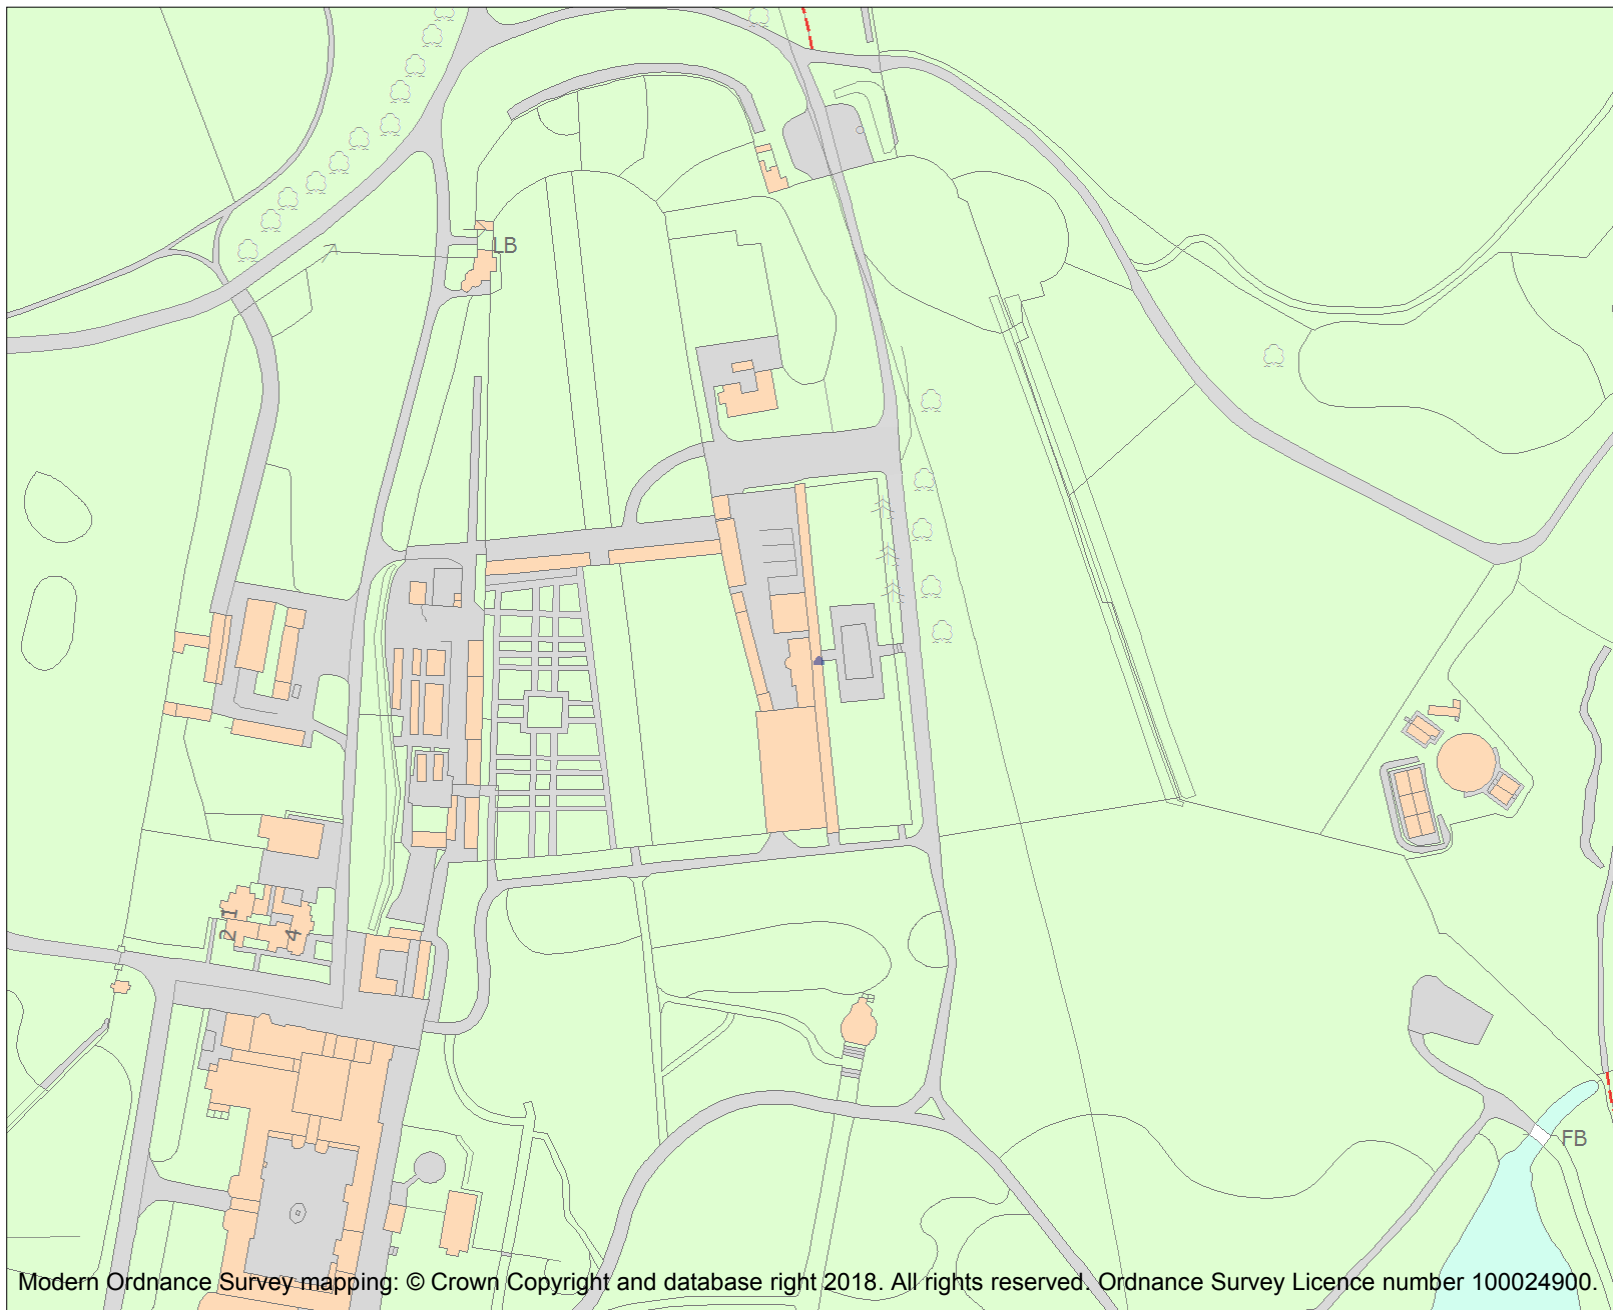 LB
1
2
4
FB
Modern Ordnance Survey mapping: © Crown Copyright and database right 2018. All rights reserved. Ordnance Survey Licence number 100024900.